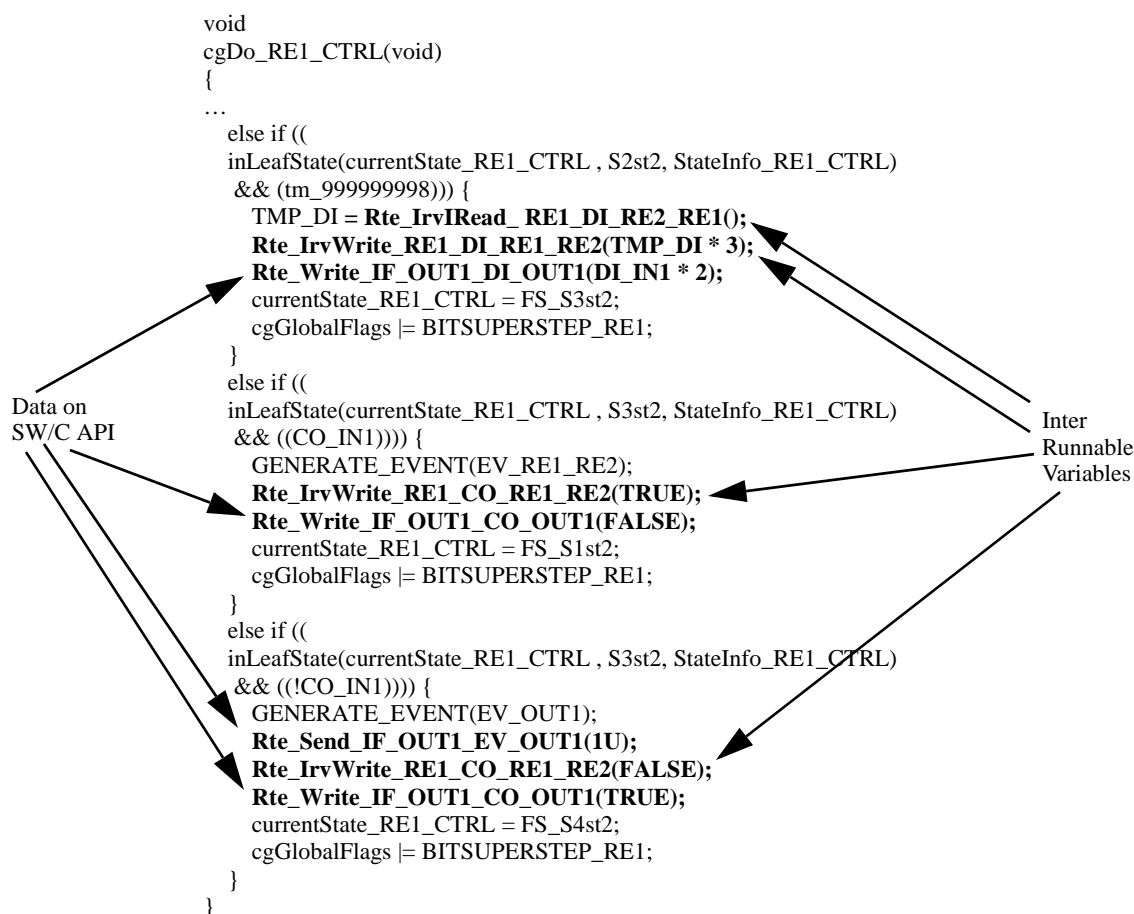 void
cgDo_RE1_CTRL(void)
{
…
else if ((
inLeafState(currentState_RE1_CTRL , S2st2, StateInfo_RE1_CTRL)
&& (tm_999999998))) {
TMP_DI = Rte_IrvIRead_ RE1_DI_RE2_RE1();
Rte_IrvWrite_RE1_DI_RE1_RE2(TMP_DI * 3);
Rte_Write_IF_OUT1_DI_OUT1(DI_IN1 * 2);
currentState_RE1_CTRL = FS_S3st2;
cgGlobalFlags |= BITSUPERSTEP_RE1;
}
else if ((
inLeafState(currentState_RE1_CTRL , S3st2, StateInfo_RE1_CTRL)
&& ((CO_IN1)))) {
GENERATE_EVENT(EV_RE1_RE2);
Rte_IrvWrite_RE1_CO_RE1_RE2(TRUE);
Rte_Write_IF_OUT1_CO_OUT1(FALSE);
currentState_RE1_CTRL = FS_S1st2;
cgGlobalFlags |= BITSUPERSTEP_RE1;
}
else if ((
inLeafState(currentState_RE1_CTRL , S3st2, StateInfo_RE1_CTRL)
&& ((!CO_IN1)))) {
GENERATE_EVENT(EV_OUT1);
Rte_Send_IF_OUT1_EV_OUT1(1U);
Rte_IrvWrite_RE1_CO_RE1_RE2(FALSE);
Rte_Write_IF_OUT1_CO_OUT1(TRUE);
currentState_RE1_CTRL = FS_S4st2;
cgGlobalFlags |= BITSUPERSTEP_RE1;
}
}
Data on
SW/C API
Inter
Runnable
Variables